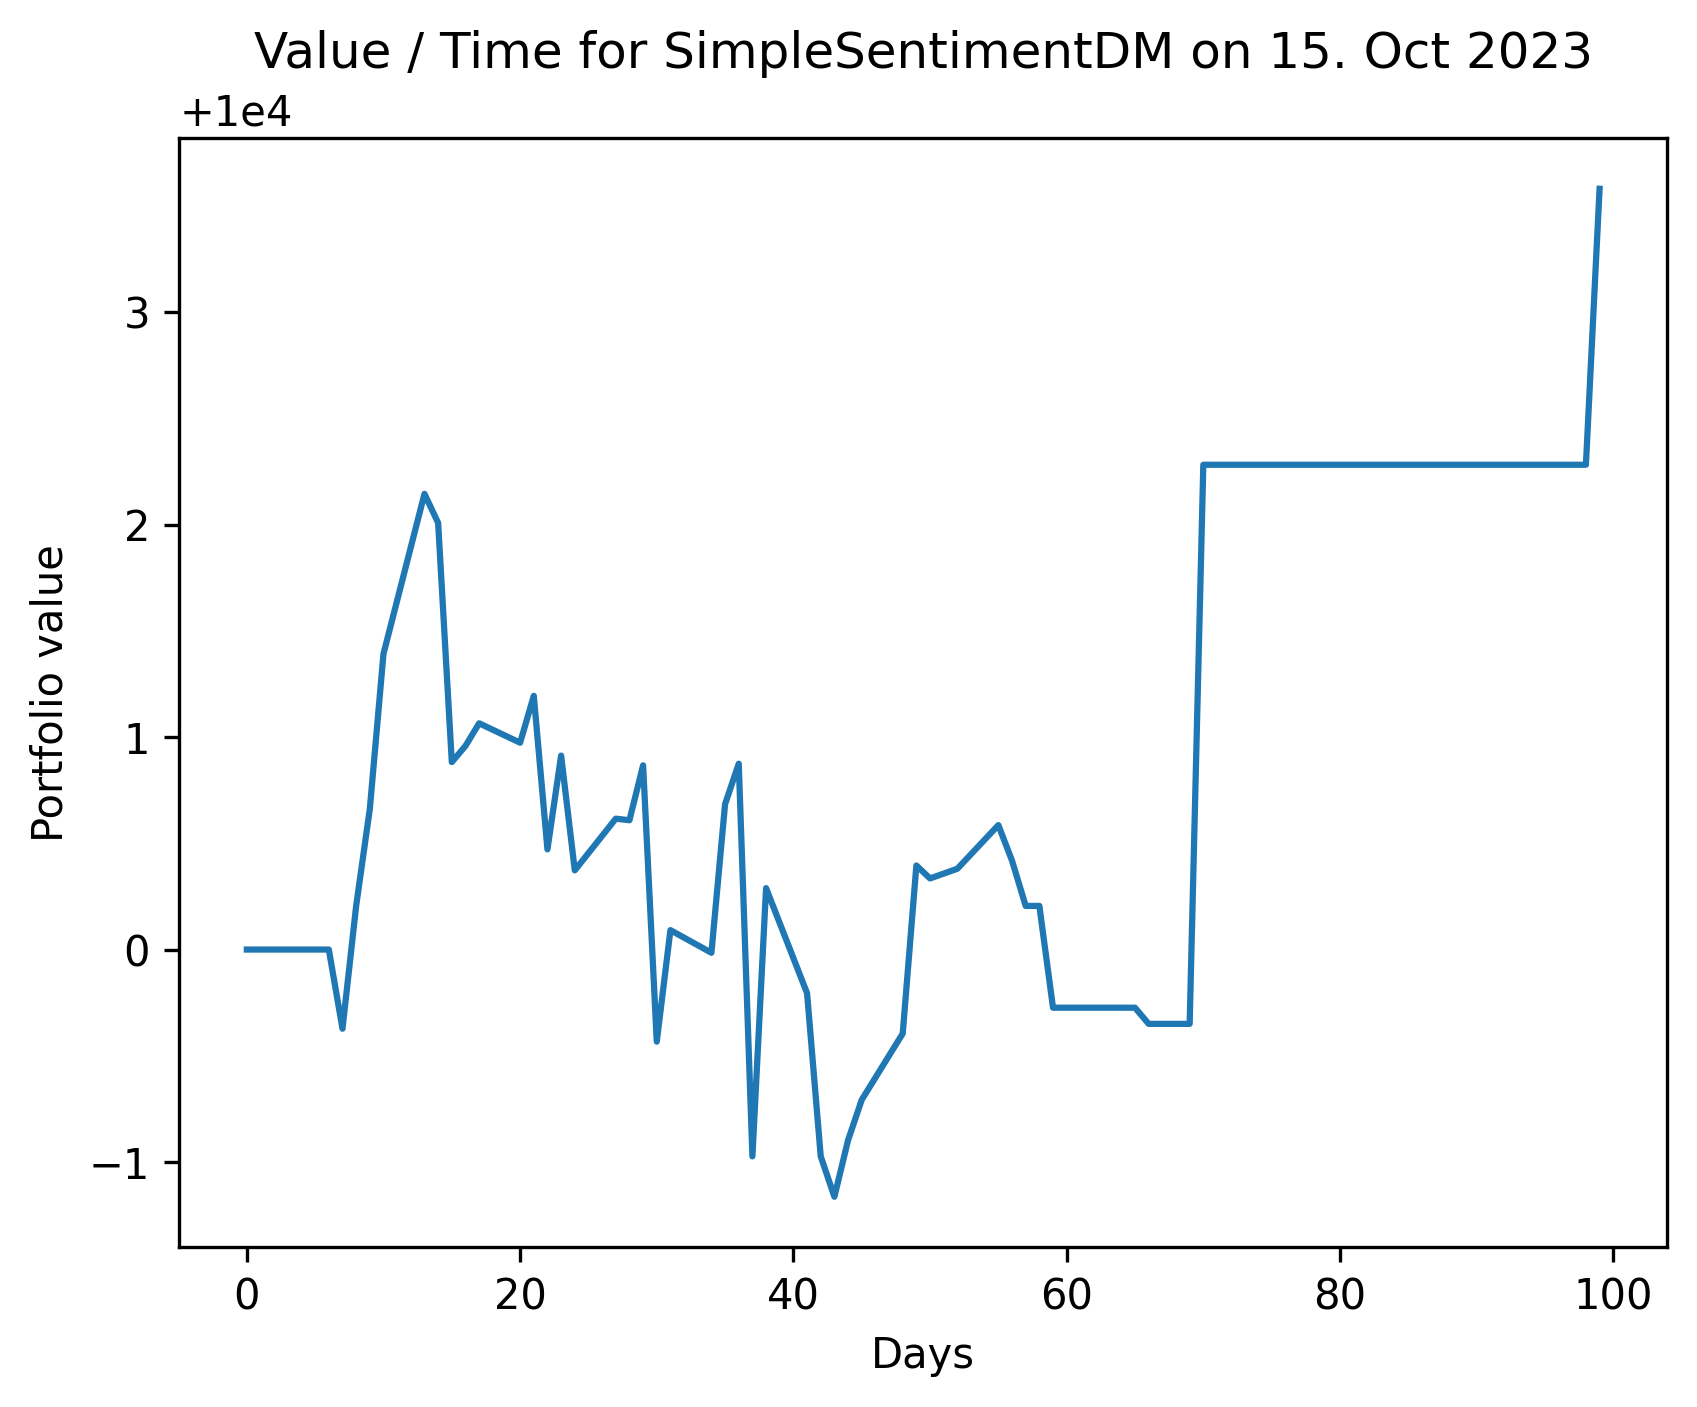 Value / Time for SimpleSentimentDM on 15. Oct 2023
+1e4
3
2
1
0
−1
Portfolio value
0 20 40 60 80 100
Days